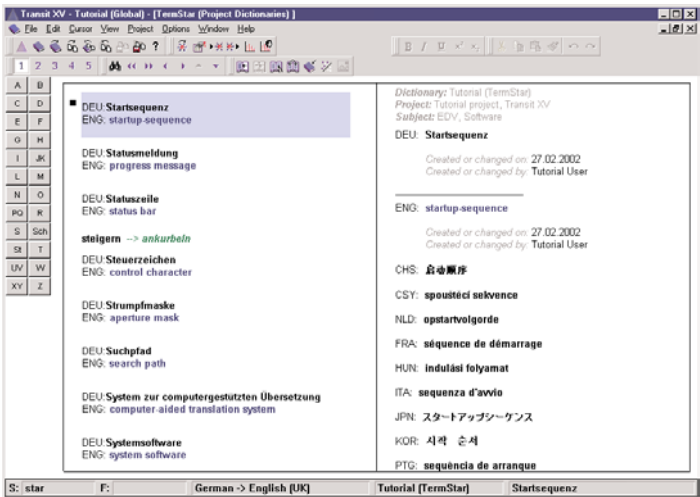 Transit XV - Tutorial (Global) - [TermStar (Project Dictionaries) ]
File Edit Cursor View Project Options Window Help
B I U x² x₂
1 2 3 4 5
A B
C D
E F
G H
I JK
L M
N O
PQ R
S Sch
St T
UV W
XY Z
DEU:Startsequenz
ENG: startup-sequence
DEU:Statusmeldung
ENG: progress message
DEU:Statuszeile
ENG: status bar
steigern --> ankurbeln
DEU:Steuerzeichen
ENG: control character
DEU:Strumpfmaske
ENG: aperture mask
DEU:Suchpfad
ENG: search path
DEU:System zur computergestützten Übersetzung
ENG: computer-aided translation system
DEU:Systemsoftware
ENG: system software
Dictionary: Tutorial (TermStar)
Project: Tutorial project, Transit XV
Subject: EDV, Software
DEU: Startsequenz
Created or changed on: 27.02.2002
Created or changed by: Tutorial User
ENG: startup-sequence
Created or changed on: 27.02.2002
Created or changed by: Tutorial User
CHS: 启动顺序
CSY: spouštěcí sekvence
NLD: opstartvolgorde
FRA: séquence de démarrage
HUN: indulási folyamat
ITA: sequenza d'avvio
JPN: スタートアップシーケンス
KOR: 시작 순서
PTG: sequência de arranque
S: star F: German -> English (UK) Tutorial (TermStar) Startsequenz